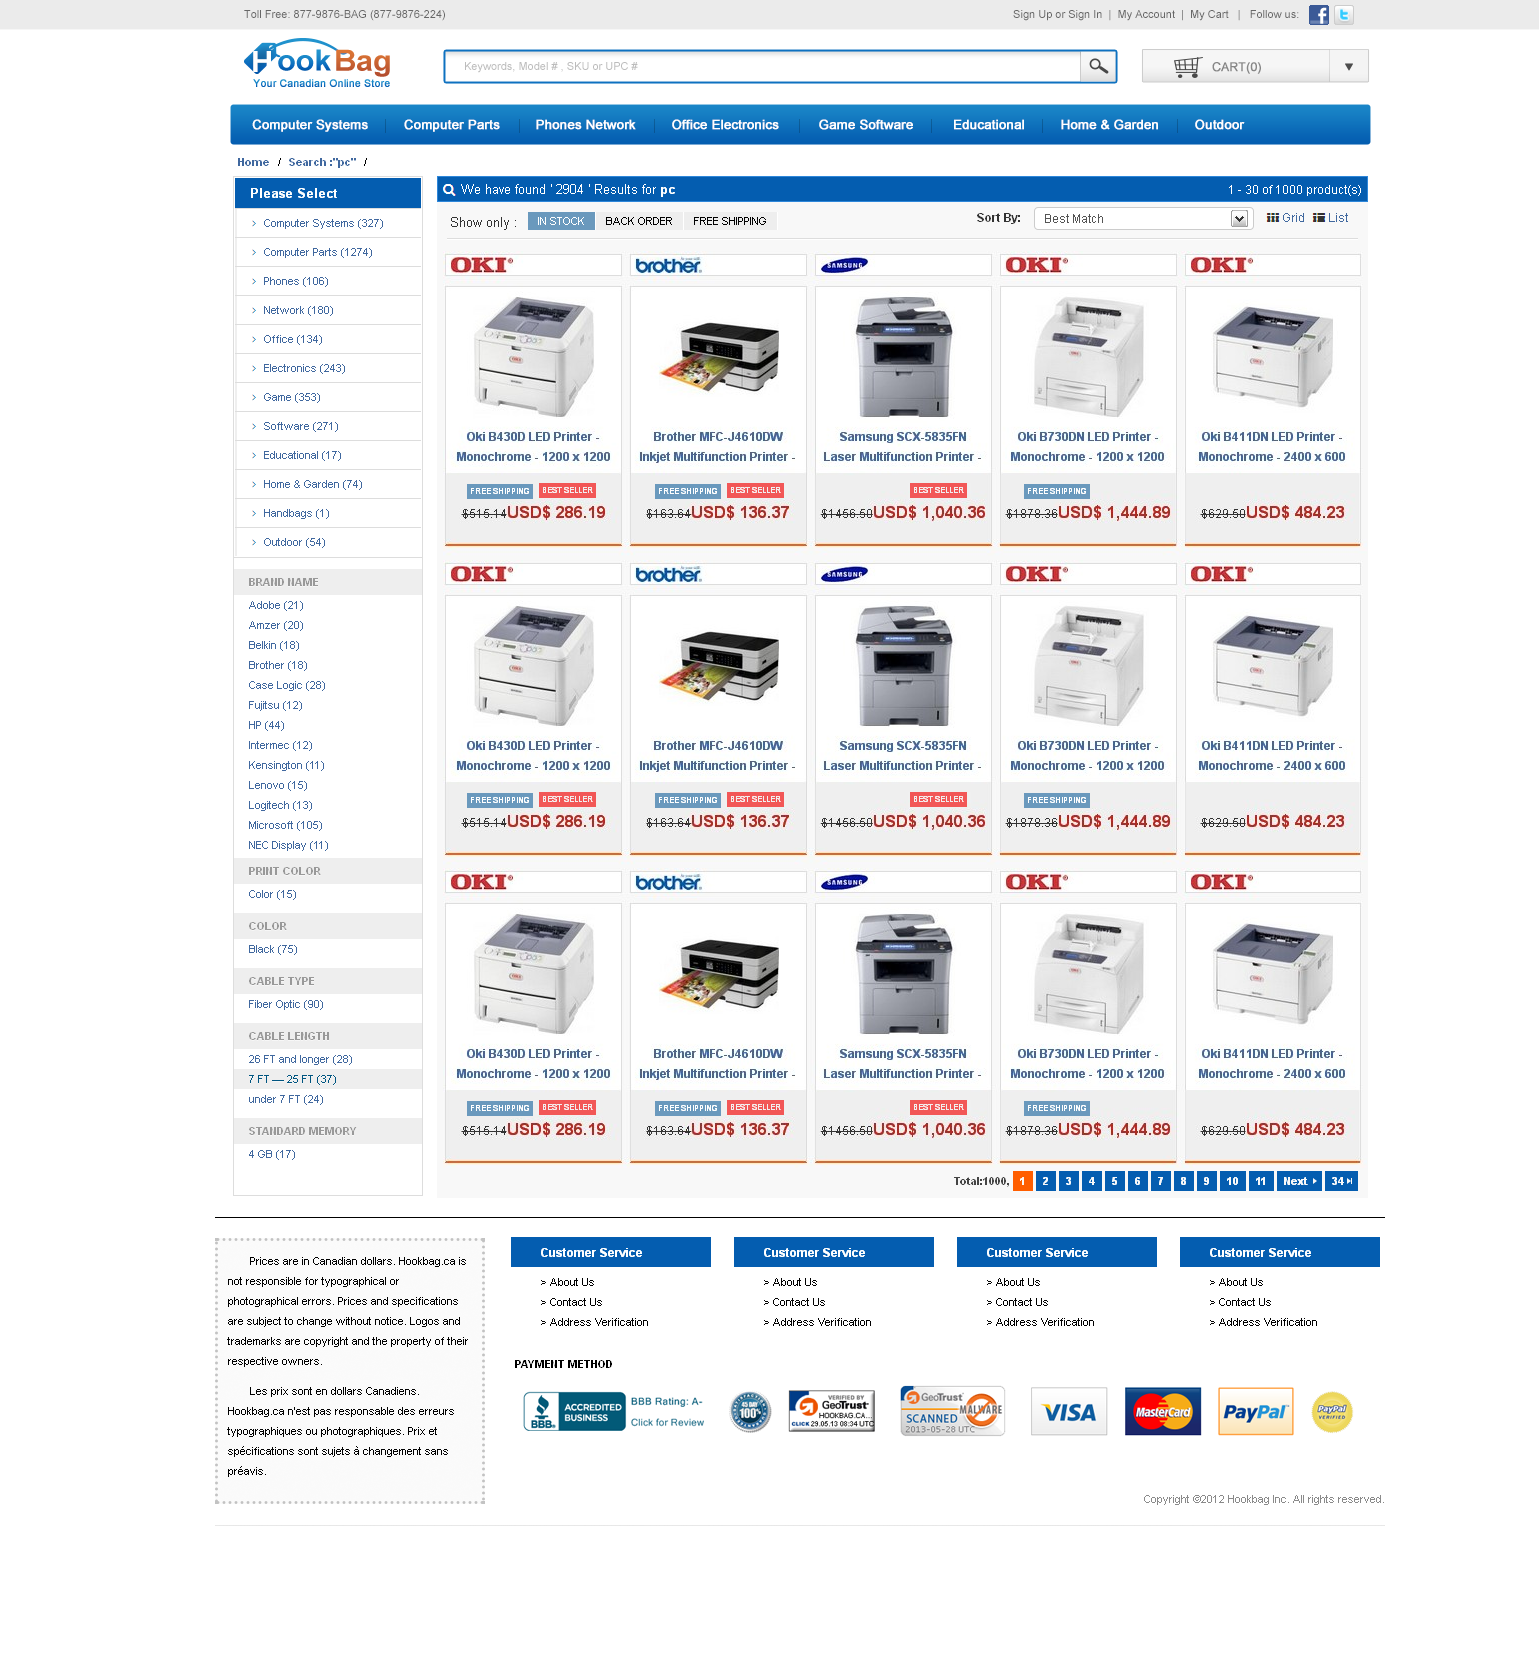 Toll Free: 877-9876-BAG (877-9876-224)
Sign Up or Sign In | My Account | My Cart | Follow us:
HookBag
Your Canadian Online Store
Keywords, Model # , SKU or UPC #
CART(0)
Computer Systems Computer Parts Phones Network Office Electronics Game Software Educational Home & Garden Outdoor
Home / Search :"pc" /
Please Select
Computer Systems (327)
Computer Parts (1274)
Phones (106)
Network (180)
Office (134)
Electronics (243)
Game (353)
Software (271)
Educational (17)
Home & Garden (74)
Handbags (1)
Outdoor (54)
BRAND NAME
Adobe (21)
Amzer (20)
Belkin (18)
Brother (18)
Case Logic (28)
Fujitsu (12)
HP (44)
Intermec (12)
Kensington (11)
Lenovo (15)
Logitech (13)
Microsoft (105)
NEC Display (11)
PRINT COLOR
Color (15)
COLOR
Black (75)
CABLE TYPE
Fiber Optic (90)
CABLE LENGTH
26 FT and longer (28)
7 FT — 25 FT (37)
under 7 FT (24)
STANDARD MEMORY
4 GB (17)
We have found ' 2904 ' Results for pc
1 - 30 of 1000 product(s)
Show only : IN STOCK BACK ORDER FREE SHIPPING
Sort By: Best Match Grid List
OKI brother SAMSUNG OKI OKI
Oki B430D LED Printer - Brother MFC-J4610DW Samsung SCX-5835FN Oki B730DN LED Printer - Oki B411DN LED Printer -
Monochrome - 1200 x 1200 Inkjet Multifunction Printer - Laser Multifunction Printer - Monochrome - 1200 x 1200 Monochrome - 2400 x 600
FREE SHIPPING BEST SELLER FREE SHIPPING BEST SELLER BEST SELLER FREE SHIPPING
$515.14USD$ 286.19 $163.64USD$ 136.37 $1456.50USD$ 1,040.36 $1878.36USD$ 1,444.89 $629.50USD$ 484.23
OKI brother SAMSUNG OKI OKI
Oki B430D LED Printer - Brother MFC-J4610DW Samsung SCX-5835FN Oki B730DN LED Printer - Oki B411DN LED Printer -
Monochrome - 1200 x 1200 Inkjet Multifunction Printer - Laser Multifunction Printer - Monochrome - 1200 x 1200 Monochrome - 2400 x 600
FREE SHIPPING BEST SELLER FREE SHIPPING BEST SELLER BEST SELLER FREE SHIPPING
$515.14USD$ 286.19 $163.64USD$ 136.37 $1456.50USD$ 1,040.36 $1878.36USD$ 1,444.89 $629.50USD$ 484.23
OKI brother SAMSUNG OKI OKI
Oki B430D LED Printer - Brother MFC-J4610DW Samsung SCX-5835FN Oki B730DN LED Printer - Oki B411DN LED Printer -
Monochrome - 1200 x 1200 Inkjet Multifunction Printer - Laser Multifunction Printer - Monochrome - 1200 x 1200 Monochrome - 2400 x 600
FREE SHIPPING BEST SELLER FREE SHIPPING BEST SELLER BEST SELLER FREE SHIPPING
$515.14USD$ 286.19 $163.64USD$ 136.37 $1456.50USD$ 1,040.36 $1878.36USD$ 1,444.89 $629.50USD$ 484.23
Total:1000, 1 2 3 4 5 6 7 8 9 10 11 Next 34
Prices are in Canadian dollars. Hookbag.ca is
not responsible for typographical or
photographical errors. Prices and specifications
are subject to change without notice. Logos and
trademarks are copyright and the property of their
respective owners.
Les prix sont en dollars Canadiens.
Hookbag.ca n'est pas responsable des erreurs
typographiques ou photographiques. Prix et
spécifications sont sujets à changement sans
préavis.
Customer Service Customer Service Customer Service Customer Service
> About Us > About Us > About Us > About Us
> Contact Us > Contact Us > Contact Us > Contact Us
> Address Verification > Address Verification > Address Verification > Address Verification
PAYMENT METHOD
BBB. ACCREDITED BUSINESS
BBB Rating: A-
Click for Review
45 DAY 100%
VERIFIED BY
GeoTrust
HOOKBAG.CA...
CLICK 29.05.13 08:34 UTC
GeoTrust
SCANNED MALWARE
2013-05-28 UTC
VISA
MasterCard
PayPal
PayPal VERIFIED
Copyright ©2012 Hookbag Inc. All rights reserved.